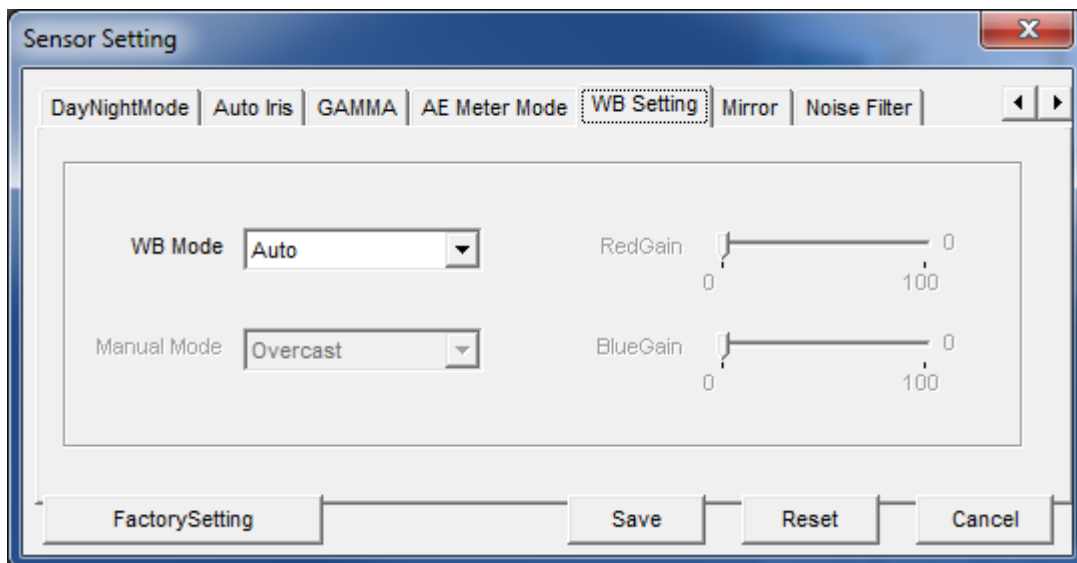 Sensor Setting
DayNightMode Auto Iris GAMMA AE Meter Mode WB Setting Mirror Noise Filter
WB Mode Auto RedGain 0
0 100
Manual Mode Overcast BlueGain 0
0 100
FactorySetting Save Reset Cancel